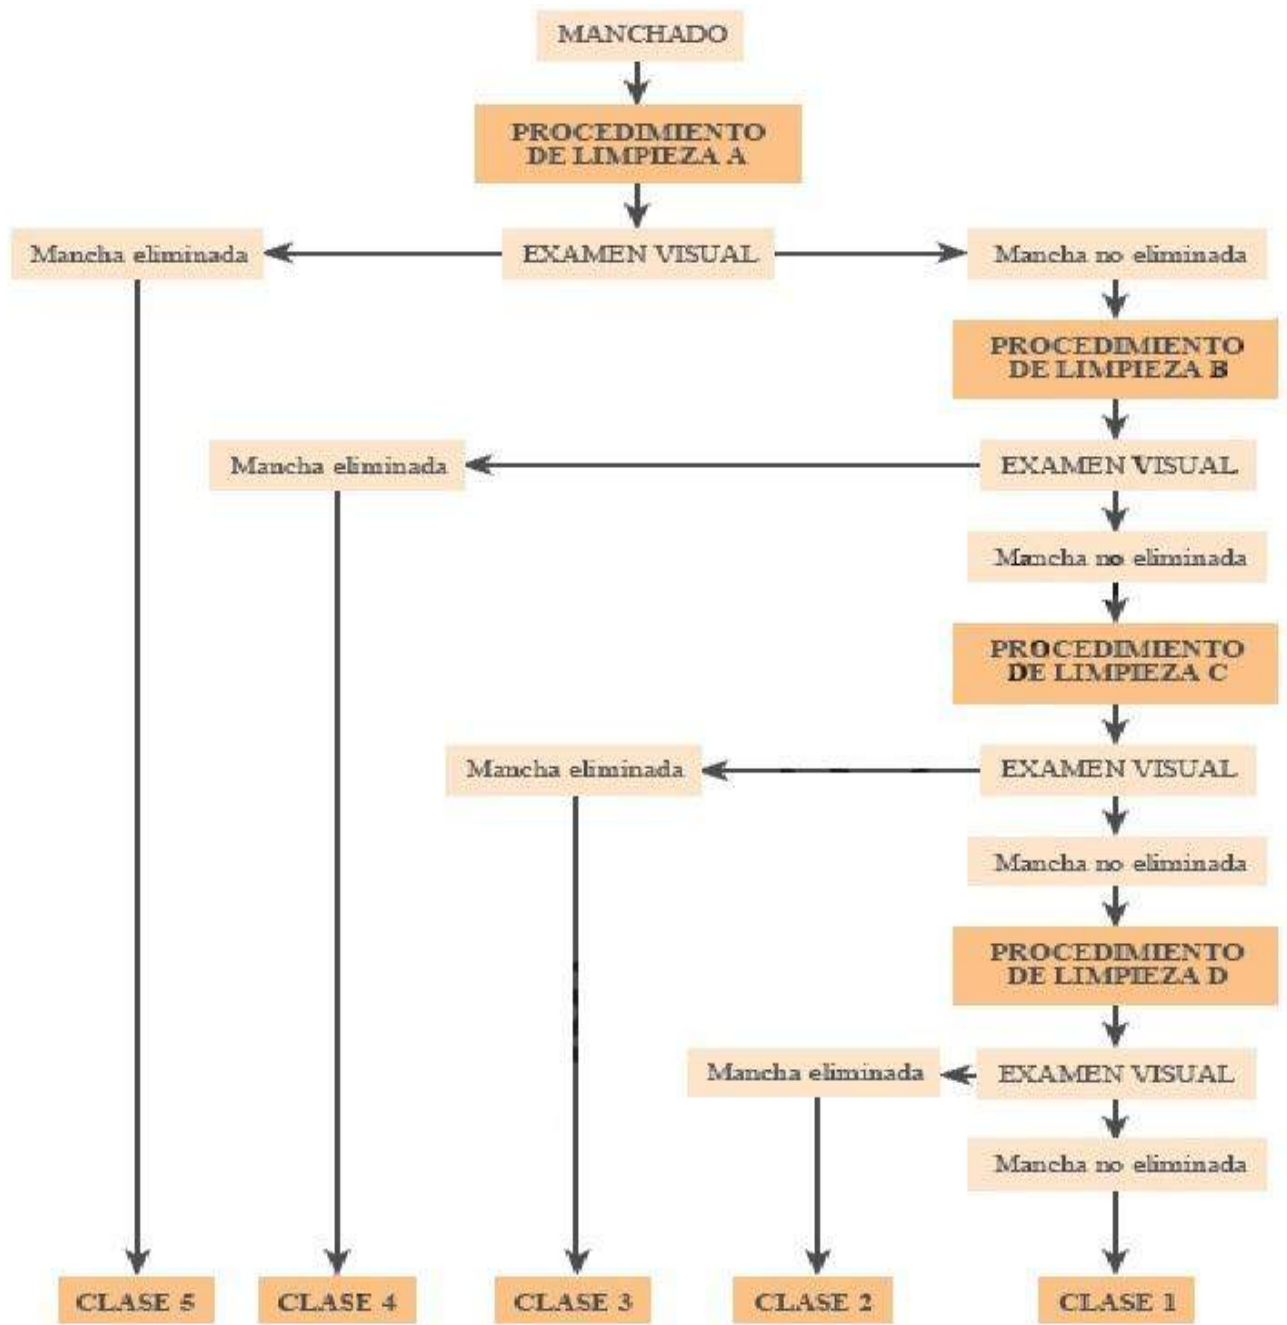 MANCHADO
PROCEDIMIENTO
DE LIMPIEZA A
Mancha eliminada
EXAMEN VISUAL
Mancha no eliminada
PROCEDIMIENTO
DE LIMPIEZA B
Mancha eliminada
EXAMEN VISUAL
Mancha no eliminada
PROCEDIMIENTO
DE LIMPIEZA C
Mancha eliminada
EXAMEN VISUAL
Mancha no eliminada
PROCEDIMIENTO
DE LIMPIEZA D
Mancha eliminada
EXAMEN VISUAL
Mancha no eliminada
CLASE 5
CLASE 4
CLASE 3
CLASE 2
CLASE 1